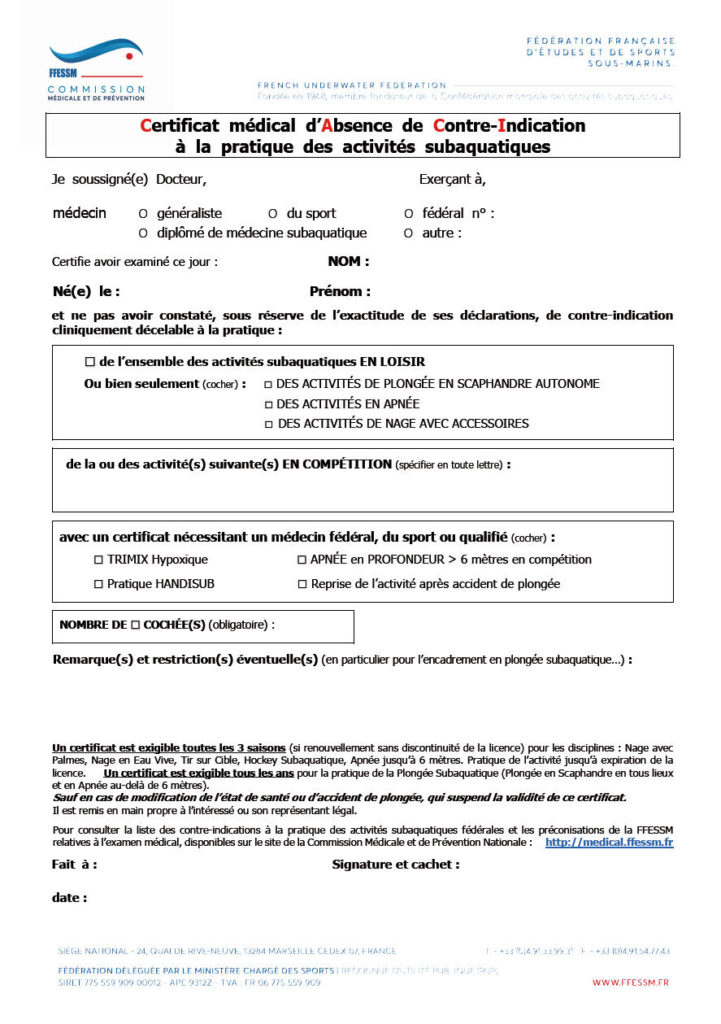 FFESSM
COMMISSION
MÉDICALE ET DE PRÉVENTION
FÉDÉRATION FRANÇAISE
D'ÉTUDES ET DE SPORTS
SOUS-MARINS.
FRENCH UNDERWATER FEDERATION
Fondée en 1948, membre fondateur de la Confédération mondiale des activités subaquatiques
Certificat médical d'Absence de Contre-Indication
à la pratique des activités subaquatiques
Je soussigné(e) Docteur, Exerçant à,
médecin O généraliste O du sport O fédéral n° :
O diplômé de médecine subaquatique O autre :
Certifie avoir examiné ce jour : NOM :
Né(e) le : Prénom :
et ne pas avoir constaté, sous réserve de l'exactitude de ses déclarations, de contre-indication
cliniquement décelable à la pratique :
☐ de l'ensemble des activités subaquatiques EN LOISIR
Ou bien seulement (cocher) : ☐ DES ACTIVITÉS DE PLONGÉE EN SCAPHANDRE AUTONOME
☐ DES ACTIVITÉS EN APNÉE
☐ DES ACTIVITÉS DE NAGE AVEC ACCESSOIRES
de la ou des activité(s) suivante(s) EN COMPÉTITION (spécifier en toute lettre) :
avec un certificat nécessitant un médecin fédéral, du sport ou qualifié (cocher) :
☐ TRIMIX Hypoxique ☐ APNÉE en PROFONDEUR > 6 mètres en compétition
☐ Pratique HANDISUB ☐ Reprise de l'activité après accident de plongée
NOMBRE DE ☐ COCHÉE(S) (obligatoire) :
Remarque(s) et restriction(s) éventuelle(s) (en particulier pour l'encadrement en plongée subaquatique...) :
Un certificat est exigible toutes les 3 saisons (si renouvellement sans discontinuité de la licence) pour les disciplines : Nage avec
Palmes, Nage en Eau Vive, Tir sur Cible, Hockey Subaquatique, Apnée jusqu'à 6 mètres. Pratique de l'activité jusqu'à expiration de la
licence. Un certificat est exigible tous les ans pour la pratique de la Plongée Subaquatique (Plongée en Scaphandre en tous lieux
et en Apnée au-delà de 6 mètres).
Sauf en cas de modification de l'état de santé ou d'accident de plongée, qui suspend la validité de ce certificat.
Il est remis en main propre à l'intéressé ou son représentant légal.
Pour consulter la liste des contre-indications à la pratique des activités subaquatiques fédérales et les préconisations de la FFESSM
relatives à l'examen médical, disponibles sur le site de la Commission Médicale et de Prévention Nationale : http://medical.ffessm.fr
Fait à : Signature et cachet :
date :
SIÈGE NATIONAL - 24, QUAI DE RIVE-NEUVE, 13284 MARSEILLE CEDEX 07, FRANCE T - +33 (0)4.91.33.99.31 F - +33 (0)4.91.54.77.43
FÉDÉRATION DÉLÉGUÉE PAR LE MINISTÈRE CHARGÉ DES SPORTS | RECONNUE D'UTILITÉ PUBLIQUE
SIRET 775 559 909 00012 - APE 9312Z - TVA : FR 06 775 559 909 WWW.FFESSM.FR